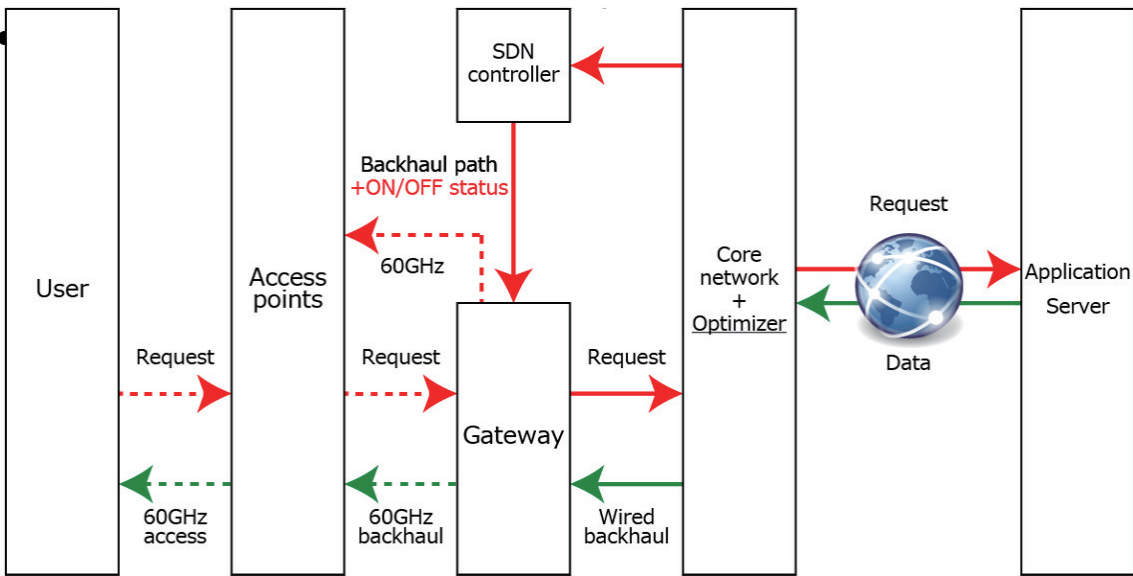 SDN
controller
Backhaul path
+ON/OFF status
60GHz
User
Access
points
Core
network
+
Optimizer
Request
Application
Server
Data
Request
Request
Request
Gateway
60GHz
access
60GHz
backhaul
Wired
backhaul